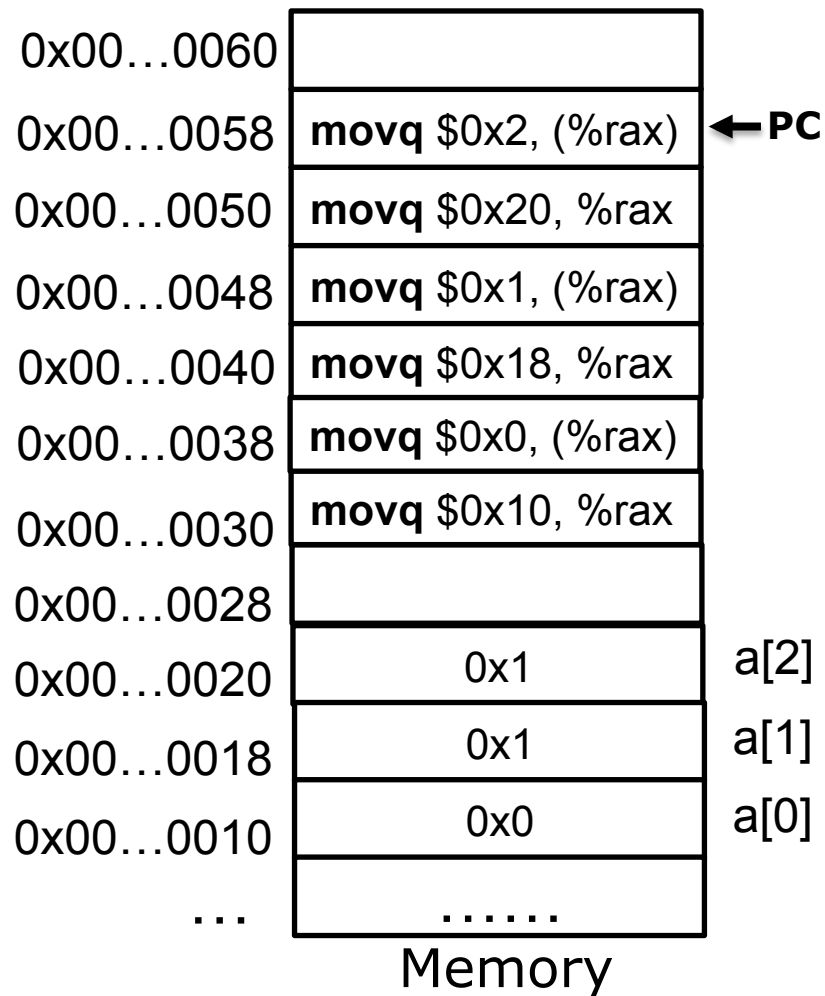 0x00…0060
0x00…0058 movq $0x2, (%rax) PC
0x00…0050 movq $0x20, %rax
0x00…0048 movq $0x1, (%rax)
0x00…0040 movq $0x18, %rax
0x00…0038 movq $0x0, (%rax)
0x00…0030 movq $0x10, %rax
0x00…0028
0x00…0020 0x1 a[2]
0x00…0018 0x1 a[1]
0x00…0010 0x0 a[0]
… ……
Memory